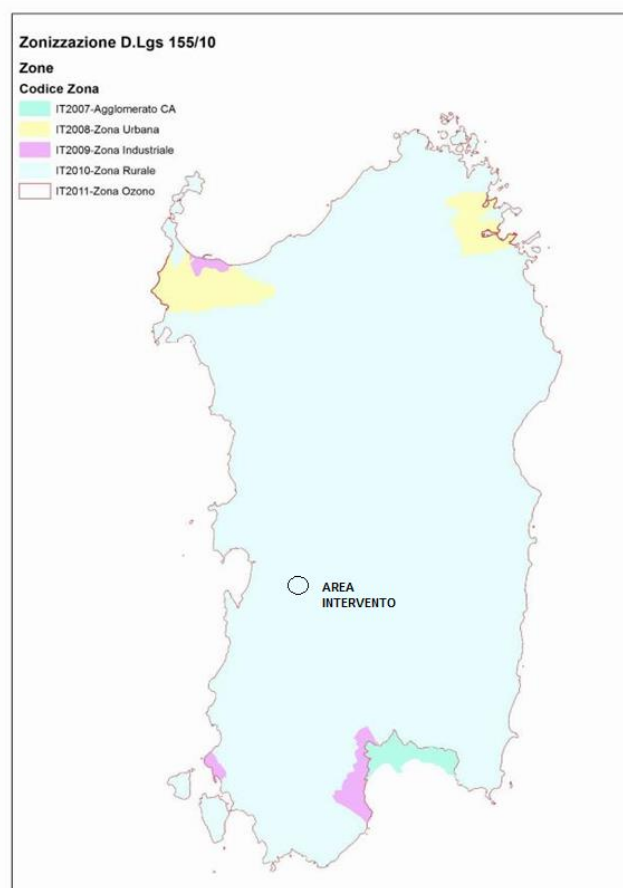 Zonizzazione D.Lgs 155/10
Zone
Codice Zona
IT2007-Agglomerato CA
IT2008-Zona Urbana
IT2009-Zona Industriale
IT2010-Zona Rurale
IT2011-Zona Ozono
AREA
INTERVENTO